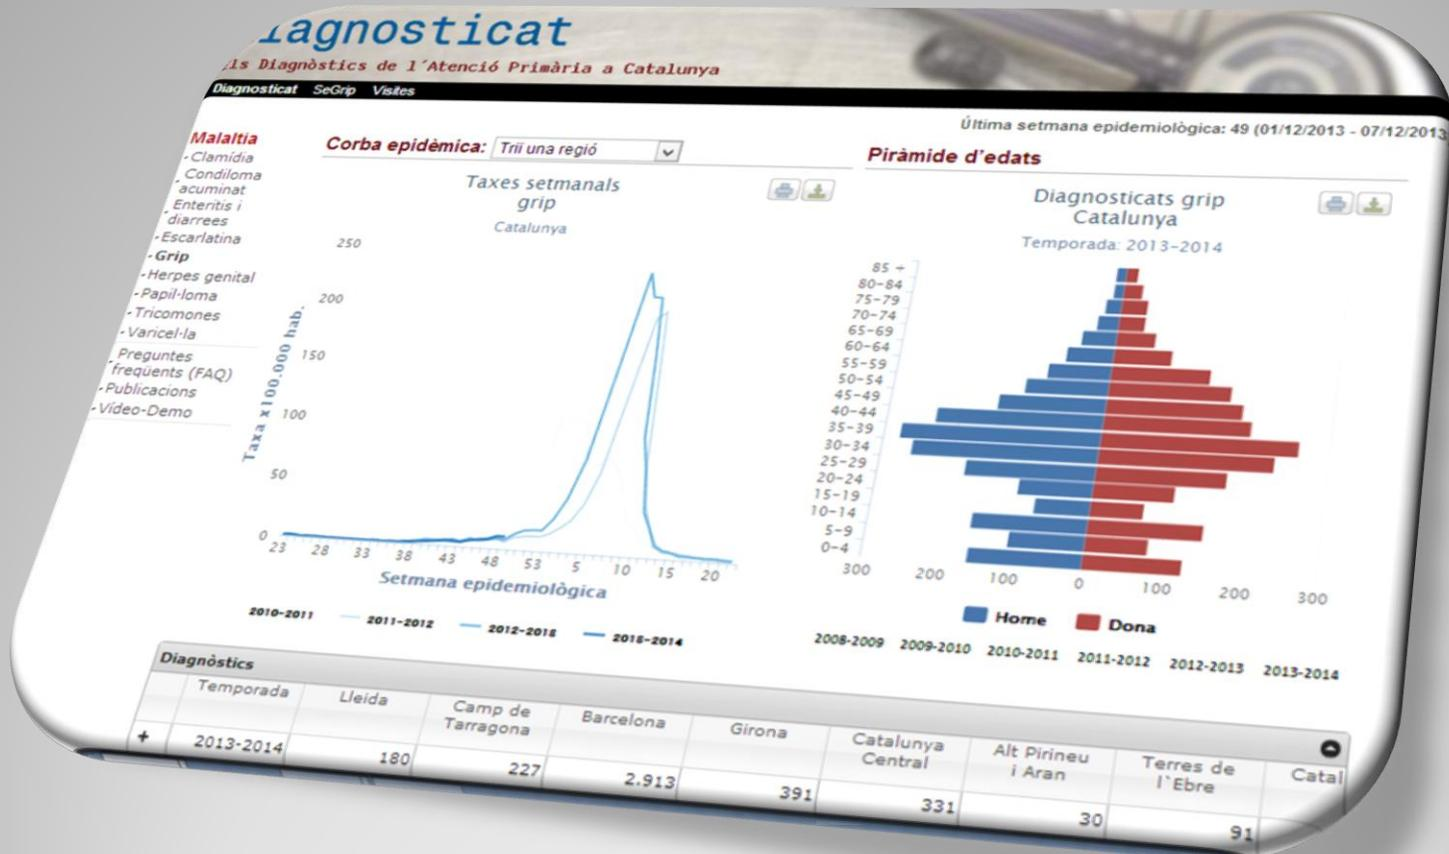 iagnosticat
ls Diagnòstics de l´Atenció Primària a Catalunya
Diagnosticat SeGrip Visites
Última setmana epidemiològica: 49 (01/12/2013 - 07/12/2013
Malaltia
-Clamídia
-Condiloma
acuminat
-Enteritis i
diarrees
-Escarlatina
-Grip
-Herpes genital
-Papil·loma
-Tricomones
-Varicel·la
-Preguntes
freqüents (FAQ)
-Publicacions
-Vídeo-Demo
Corba epidèmica: Triï una regió
Taxes setmanals
grip
Catalunya
Taxa x100.000 hab.
250
200
150
100
50
0
23 28 33 38 43 48 53 5 10 15 20
Setmana epidemiològica
2010-2011 2011-2012 2012-2013 2013-2014
Piràmide d'edats
Diagnosticats grip
Catalunya
Temporada: 2013-2014
85 +
80-84
75-79
70-74
65-69
60-64
55-59
50-54
45-49
40-44
35-39
30-34
25-29
20-24
15-19
10-14
5-9
0-4
300 200 100 0 100 200 300
Home Dona
2008-2009 2009-2010 2010-2011 2011-2012 2012-2013 2013-2014
Diagnòstics
Temporada Lleida Camp de Tarragona Barcelona Girona Catalunya Central Alt Pirineu i Aran Terres de l`Ebre Catal
+ 2013-2014 180 227 2.913 391 331 30 91